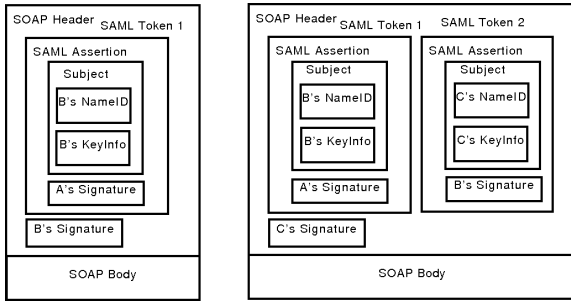 SOAP Header
SAML Token 1
SAML Assertion
Subject
B's NameID
B's KeyInfo
A's Signature
B's Signature
SOAP Body
SOAP Header
SAML Token 1
SAML Assertion
Subject
B's NameID
B's KeyInfo
A's Signature
SAML Token 2
SAML Assertion
Subject
C's NameID
C's KeyInfo
B's Signature
C's Signature
SOAP Body